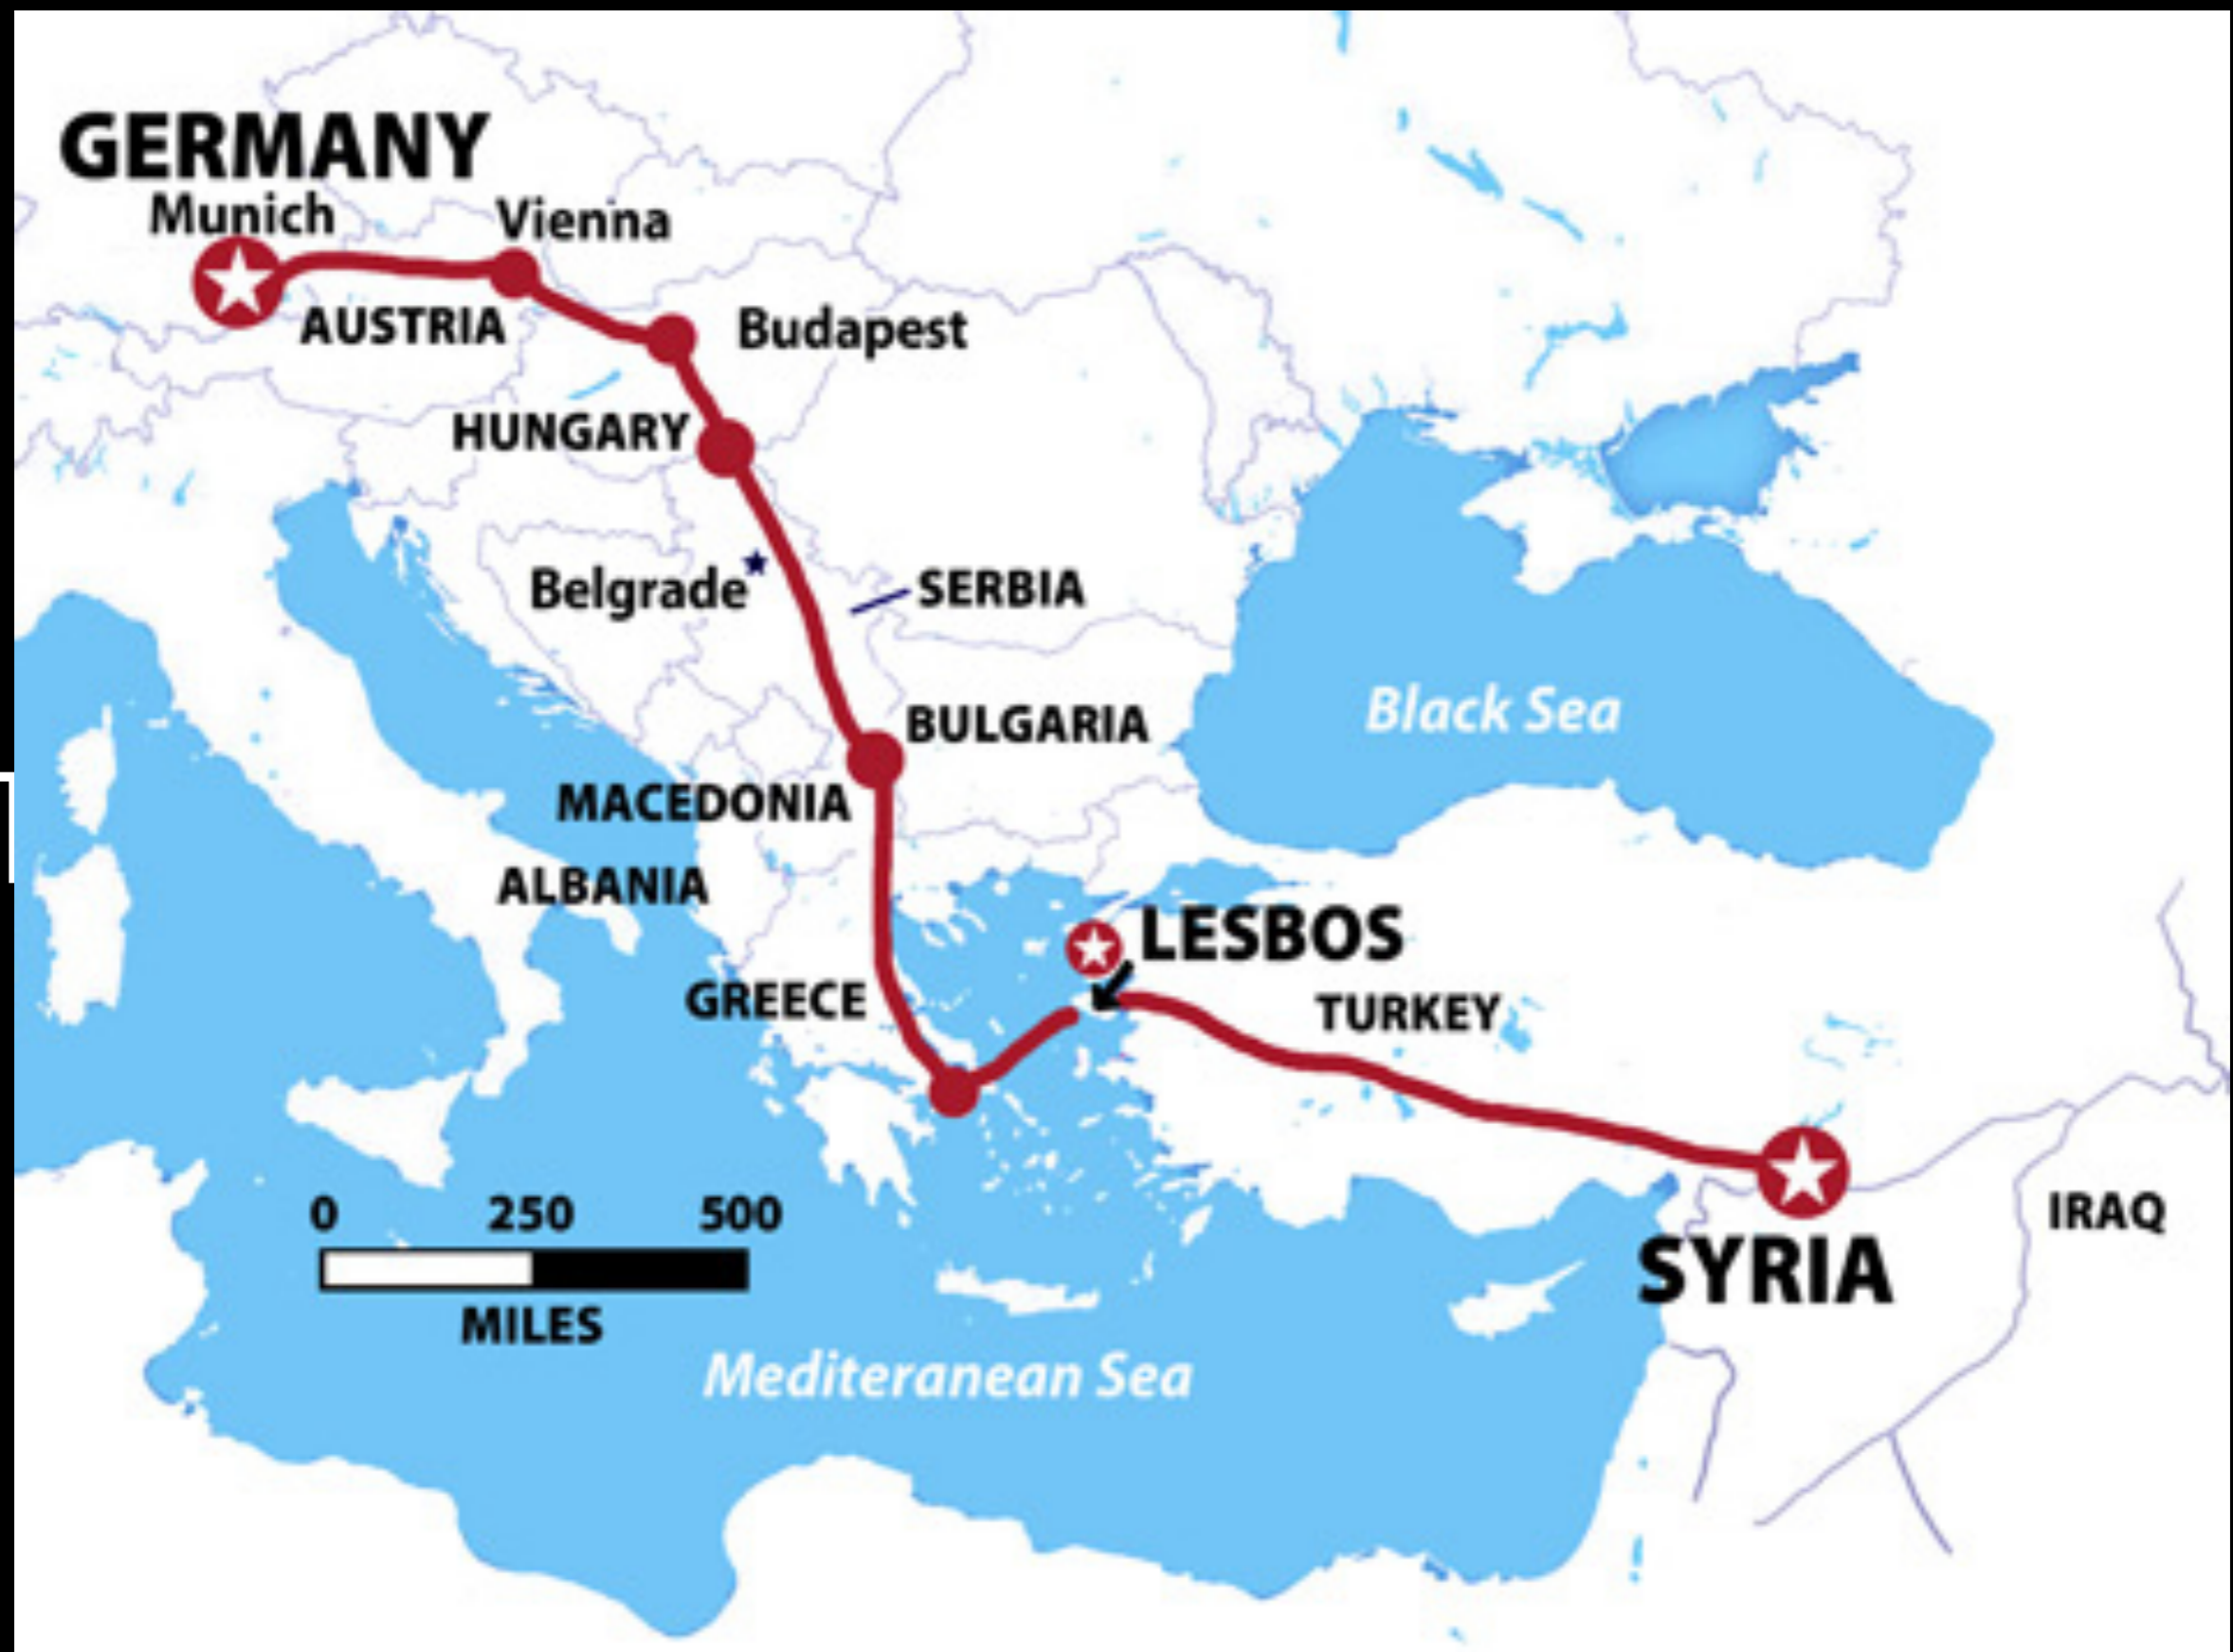 GERMANY
Munich
Vienna
AUSTRIA
Budapest
HUNGARY
Belgrade
SERBIA
BULGARIA
Black Sea
MACEDONIA
ALBANIA
LESBOS
GREECE
TURKEY
0 250 500
MILES
IRAQ
SYRIA
Mediteranean Sea